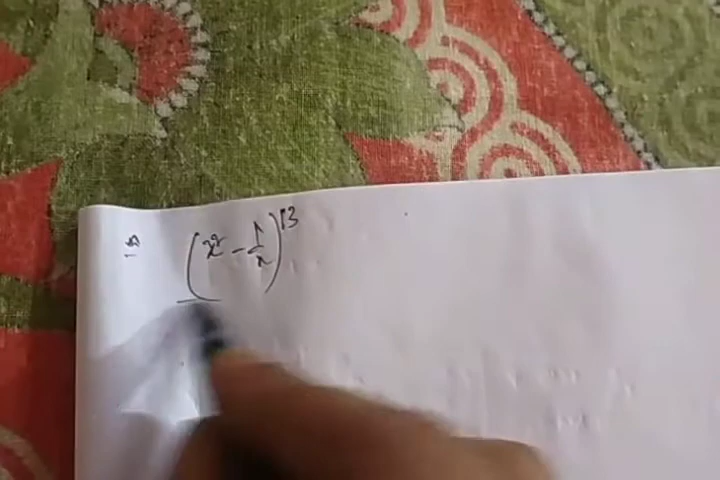 (x² - 1/x)¹³